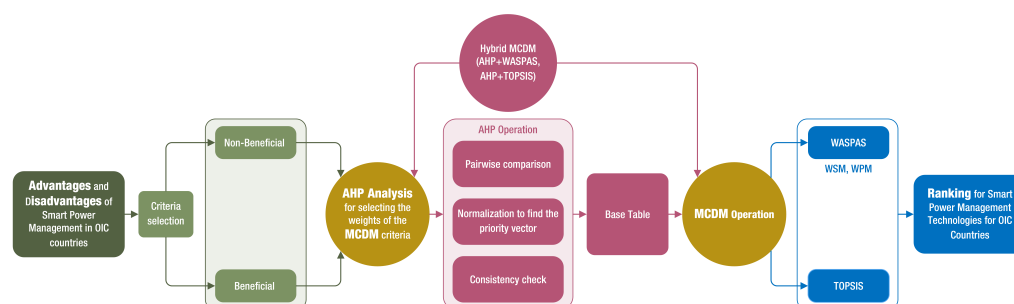 Hybrid MCDM
(AHP+WASPAS,
AHP+TOPSIS)
Advantages and
Disadvantages of
Smart Power
Management in OIC
countries
Criteria
selection
Non-Beneficial
Beneficial
AHP Analysis
for selecting the
weights of the
MCDM criteria
AHP Operation
Pairwise comparison
Normalization to find the
priority vector
Consistency check
Base Table
MCDM Operation
WASPAS
WSM, WPM
TOPSIS
Ranking for Smart
Power Management
Technologies for OIC
Countries